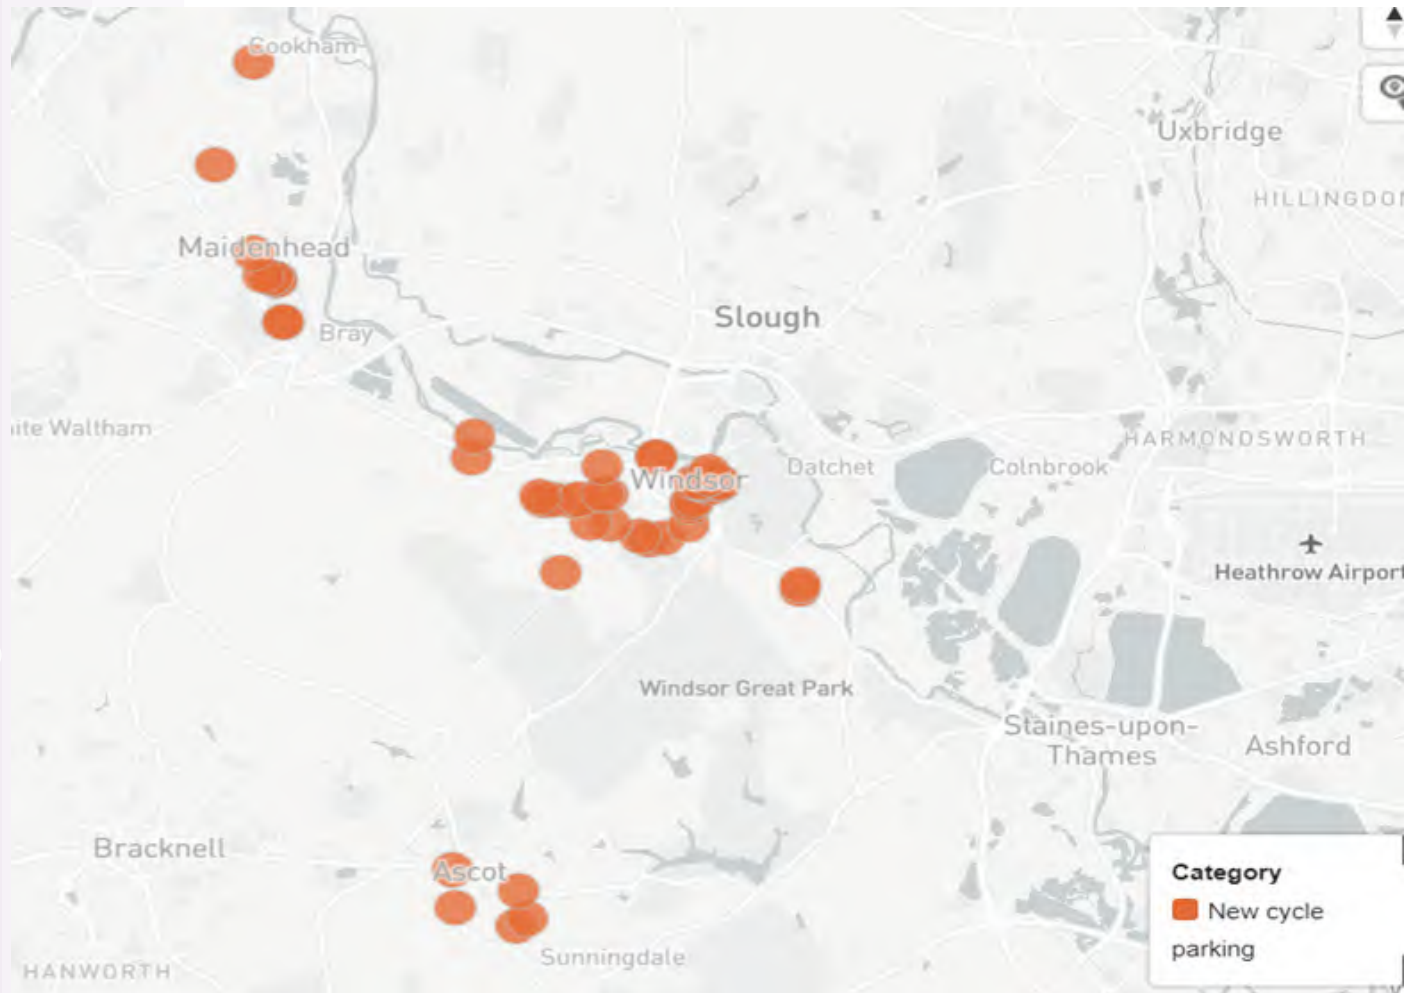 Cookham
Uxbridge
HILLINGDO
Maidenhead
Slough
Bray
ite Waltham
HARMONDSWORTH
Datchet
Colnbrook
Windsor
Heathrow Airport
Windsor Great Park
Staines-upon-
Thames
Ashford
Bracknell
Ascot
Category
New cycle
parking
Sunningdale
HANWORTH